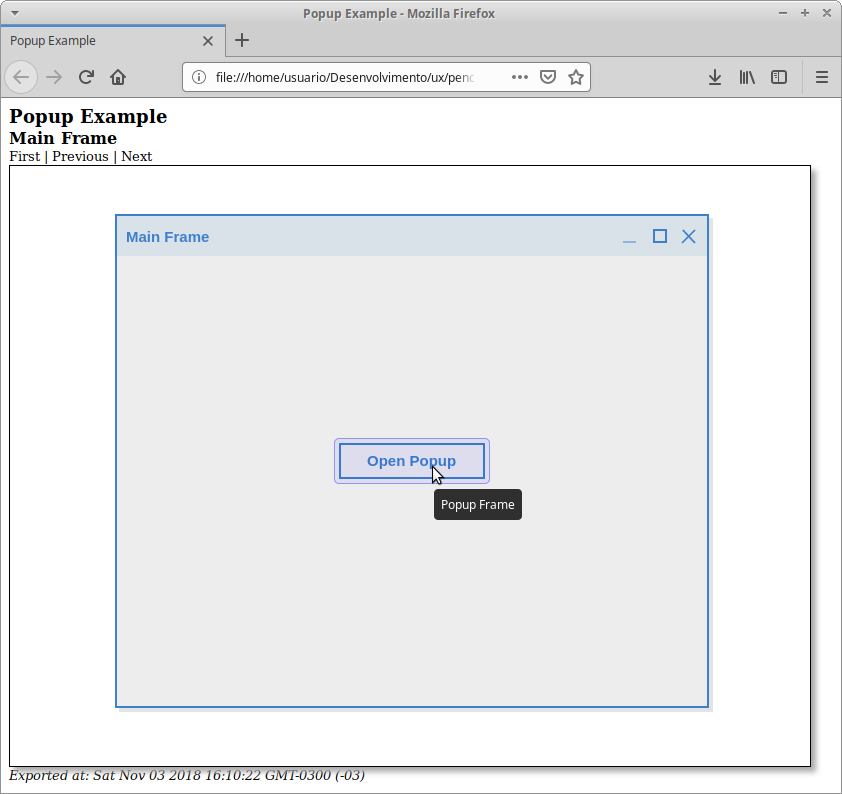 Popup Example - Mozilla Firefox
Popup Example
file:///home/usuario/Desenvolvimento/ux/penc
Popup Example
Main Frame
First | Previous | Next
Main Frame
Open Popup
Popup Frame
Exported at: Sat Nov 03 2018 16:10:22 GMT-0300 (-03)